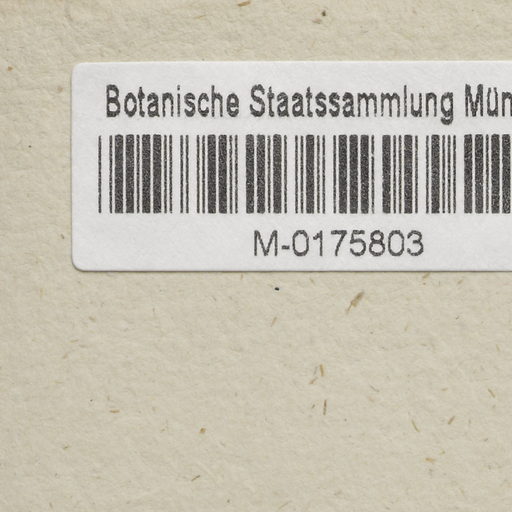 Botanische Staatssammlung Mün
M-0175803